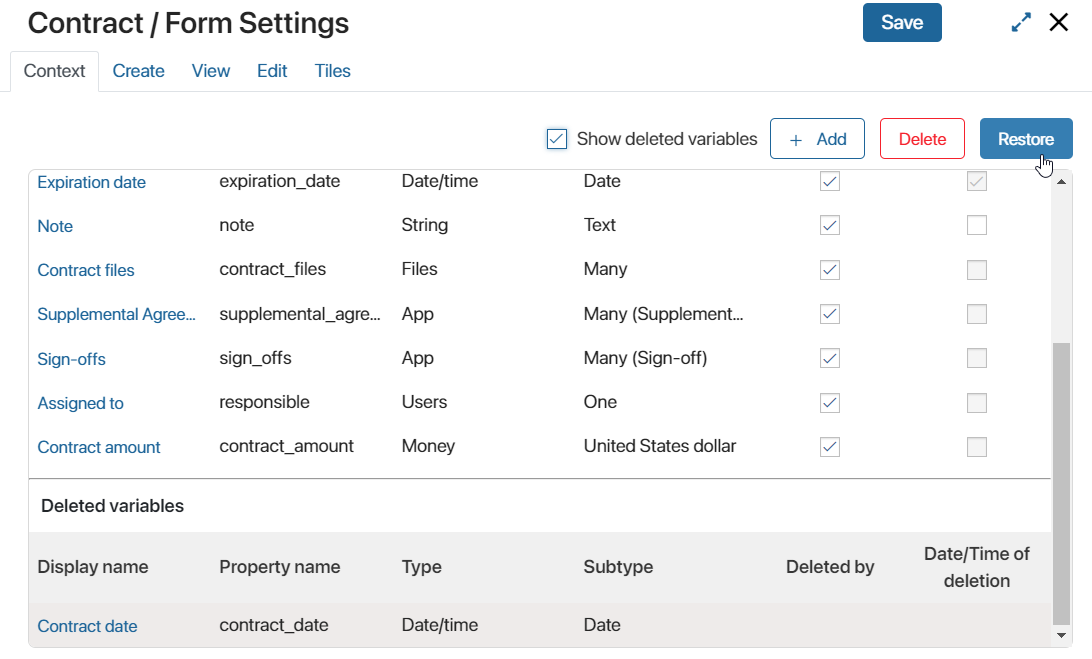 Contract / Form Settings Save
Context Create View Edit Tiles
Show deleted variables + Add Delete Restore
Expiration date expiration_date Date/time Date
Note note String Text
Contract files contract_files Files Many
Supplemental Agree... supplemental_agre... App Many (Supplement...
Sign-offs sign_offs App Many (Sign-off)
Assigned to responsible Users One
Contract amount contract_amount Money United States dollar
Deleted variables
Display name Property name Type Subtype Deleted by Date/Time of
deletion
Contract date contract_date Date/time Date